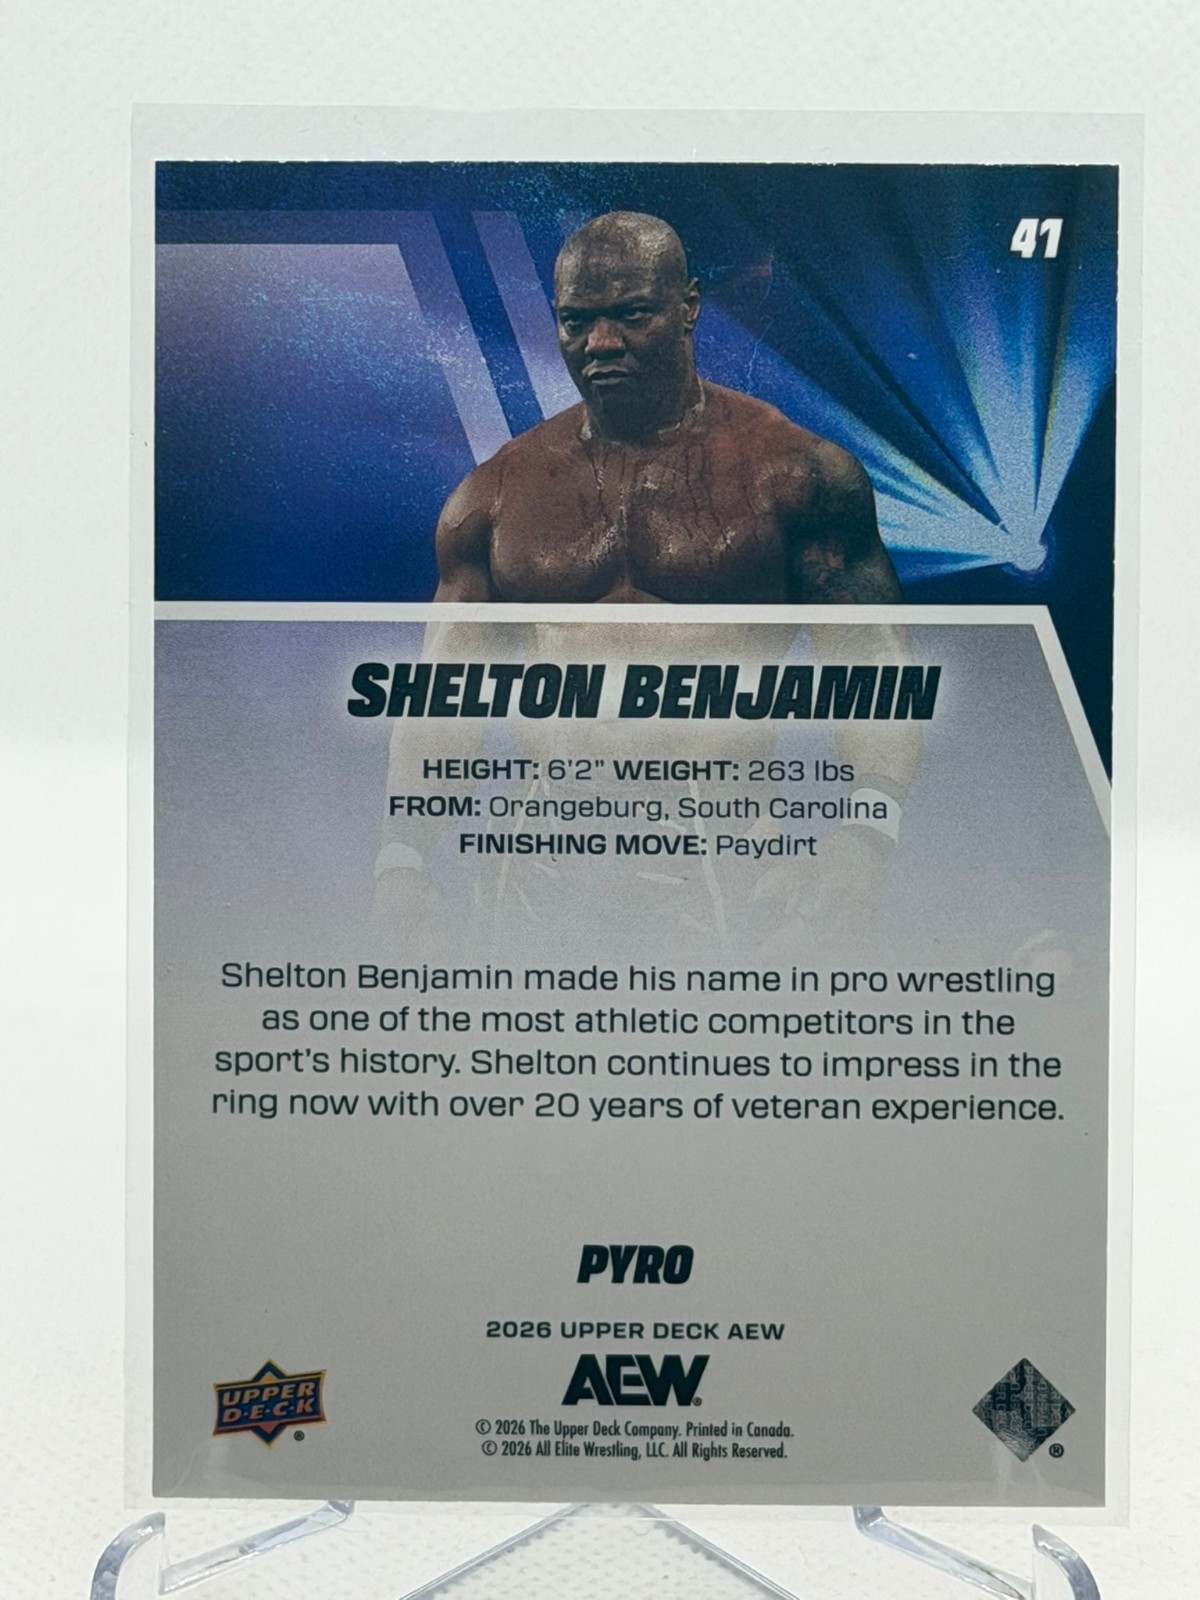 41
SHELTON BENJAMIN
HEIGHT: 6'2" WEIGHT: 263 lbs
FROM: Orangeburg, South Carolina
FINISHING MOVE: Paydirt
Shelton Benjamin made his name in pro wrestling
as one of the most athletic competitors in the
sport's history. Shelton continues to impress in the
ring now with over 20 years of veteran experience.
PYRO
2026 UPPER DECK AEW
AEW®
UPPER
D·E·C·K
®
© 2026 The Upper Deck Company. Printed in Canada.
© 2026 All Elite Wrestling, LLC. All Rights Reserved.
®